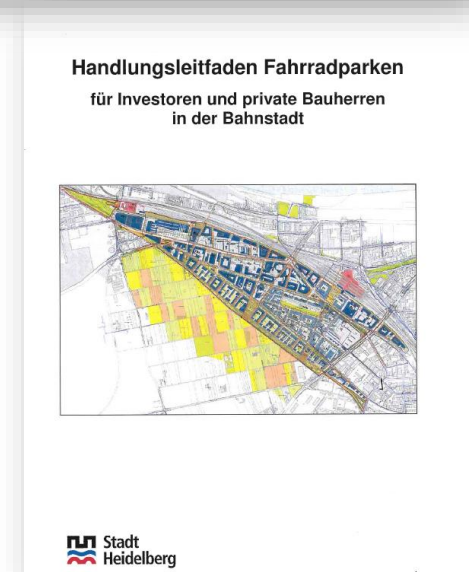 Handlungsleitfaden Fahrradparken
für Investoren und private Bauherren
in der Bahnstadt
Stadt
Heidelberg